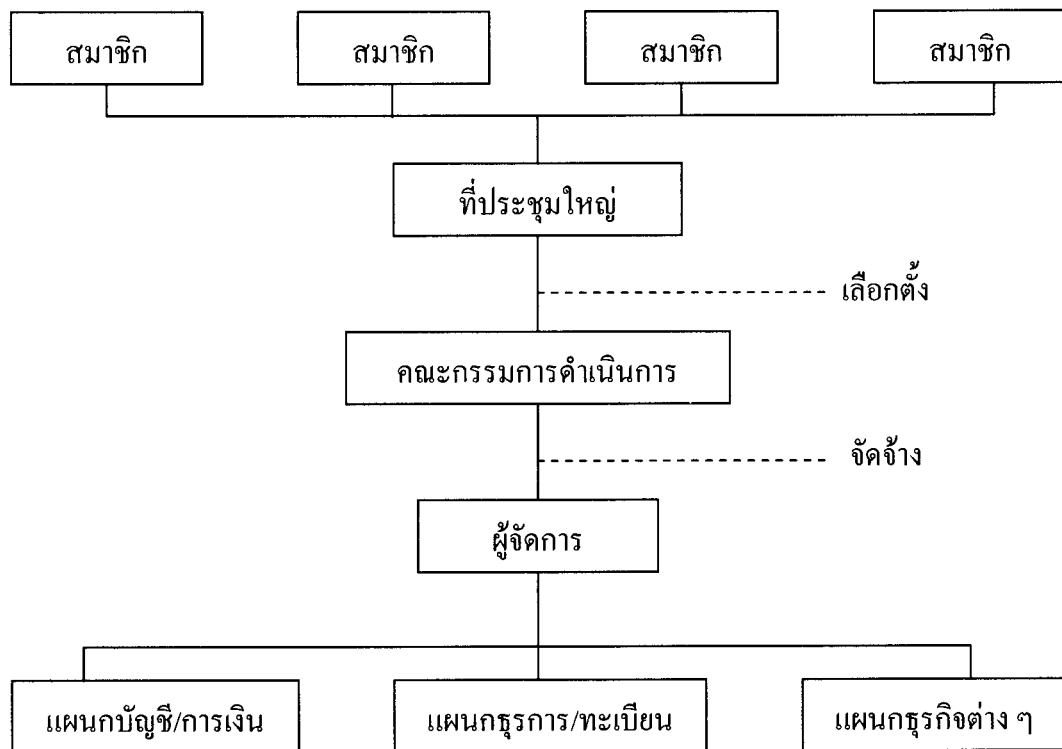 สมาชิก
สมาชิก
สมาชิก
สมาชิก
ที่ประชุมใหญ่
เลือกตั้ง
คณะกรรมการดำเนินการ
จัดจ้าง
ผู้จัดการ
แผนกบัญชี/การเงิน
แผนกธุรการ/ทะเบียน
แผนกธุรกิจต่าง ๆ